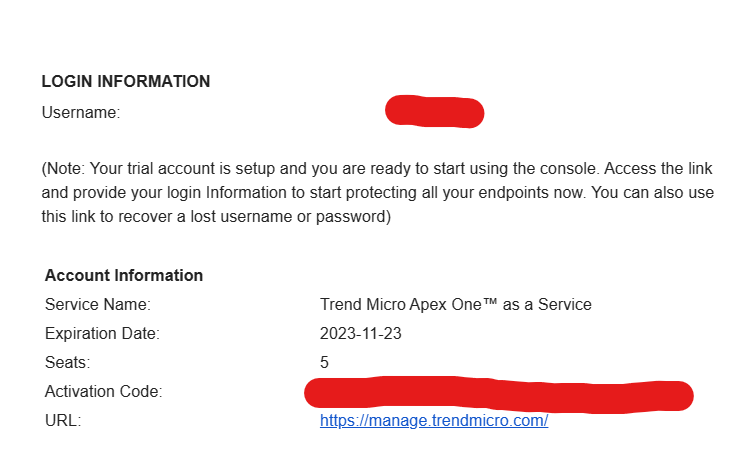 LOGIN INFORMATION
Username:
(Note: Your trial account is setup and you are ready to start using the console. Access the link
and provide your login Information to start protecting all your endpoints now. You can also use
this link to recover a lost username or password)
Account Information
Service Name: Trend Micro Apex One™ as a Service
Expiration Date: 2023-11-23
Seats: 5
Activation Code:
URL: https://manage.trendmicro.com/